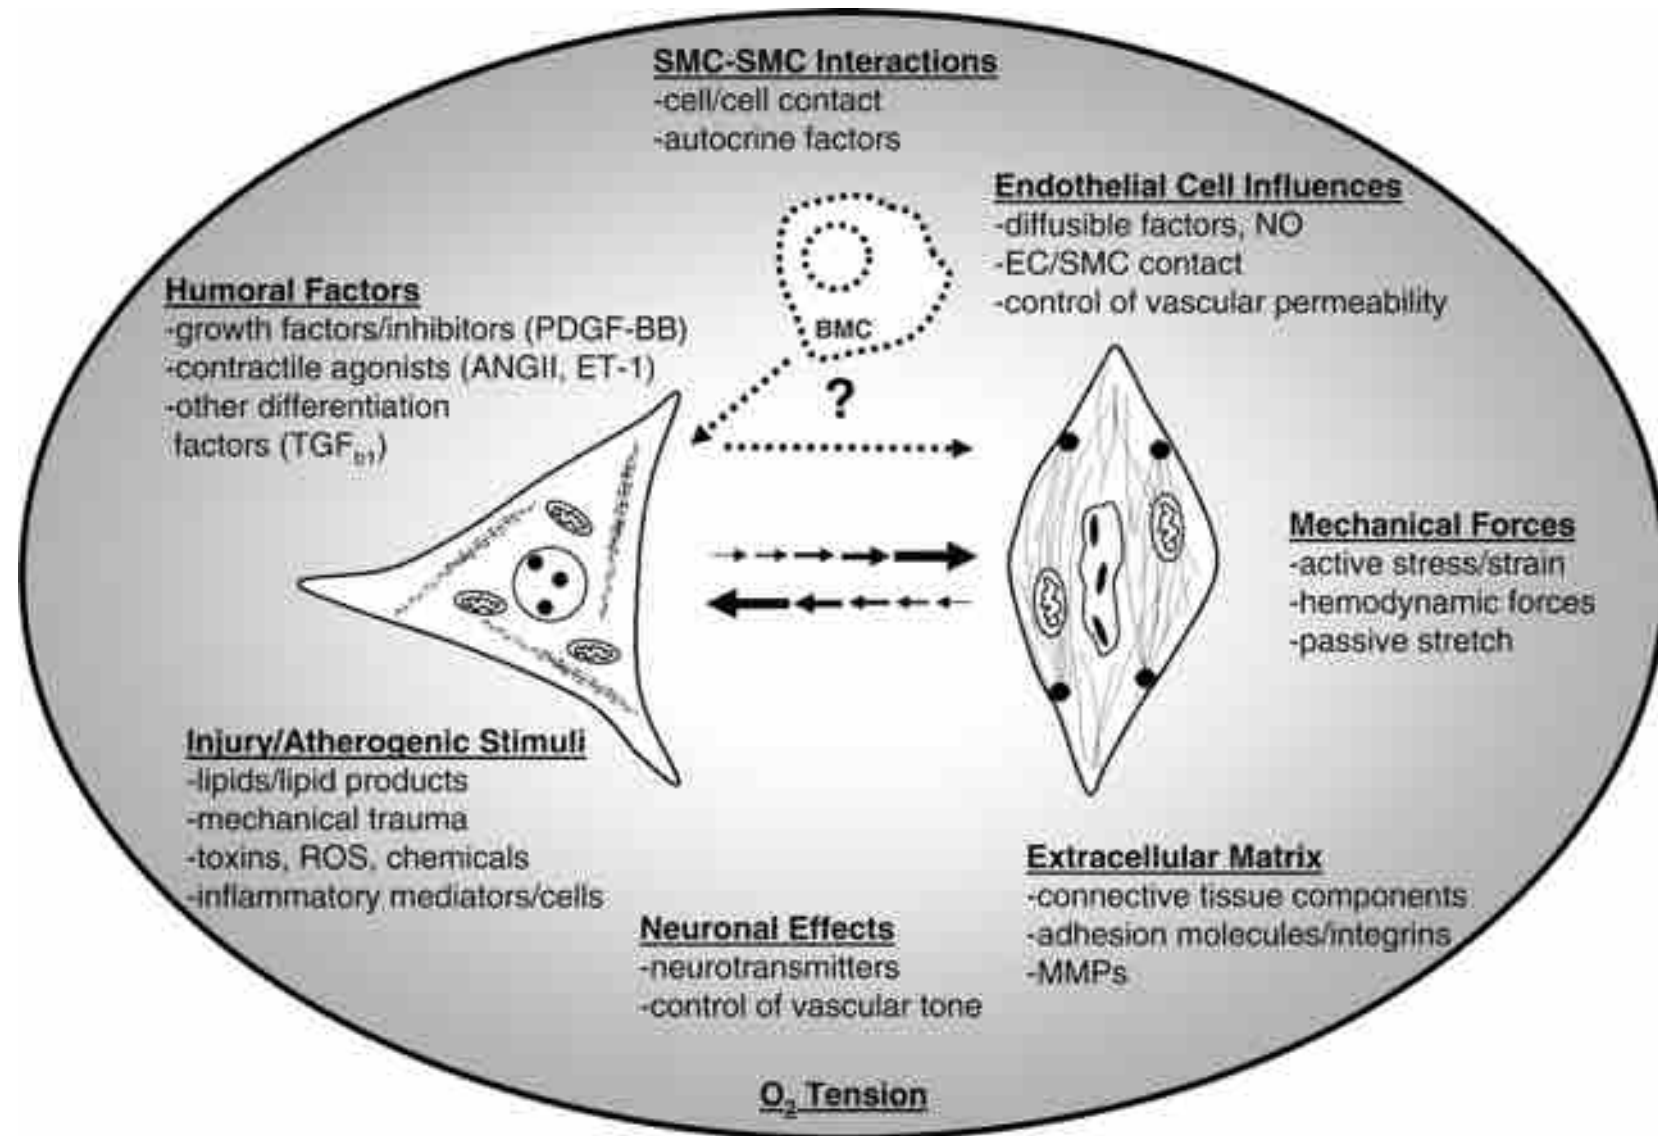 SMC-SMC Interactions
-cell/cell contact
-autocrine factors
Endothelial Cell Influences
-diffusible factors, NO
-EC/SMC contact
-control of vascular permeability
Humoral Factors
-growth factors/inhibitors (PDGF-BB)
-contractile agonists (ANGII, ET-1)
-other differentiation
factors (TGFb1)
BMC
?
Mechanical Forces
-active stress/strain
-hemodynamic forces
-passive stretch
Injury/Atherogenic Stimuli
-lipids/lipid products
-mechanical trauma
-toxins, ROS, chemicals
-inflammatory mediators/cells
Extracellular Matrix
-connective tissue components
-adhesion molecules/integrins
-MMPs
Neuronal Effects
-neurotransmitters
-control of vascular tone
O2 Tension